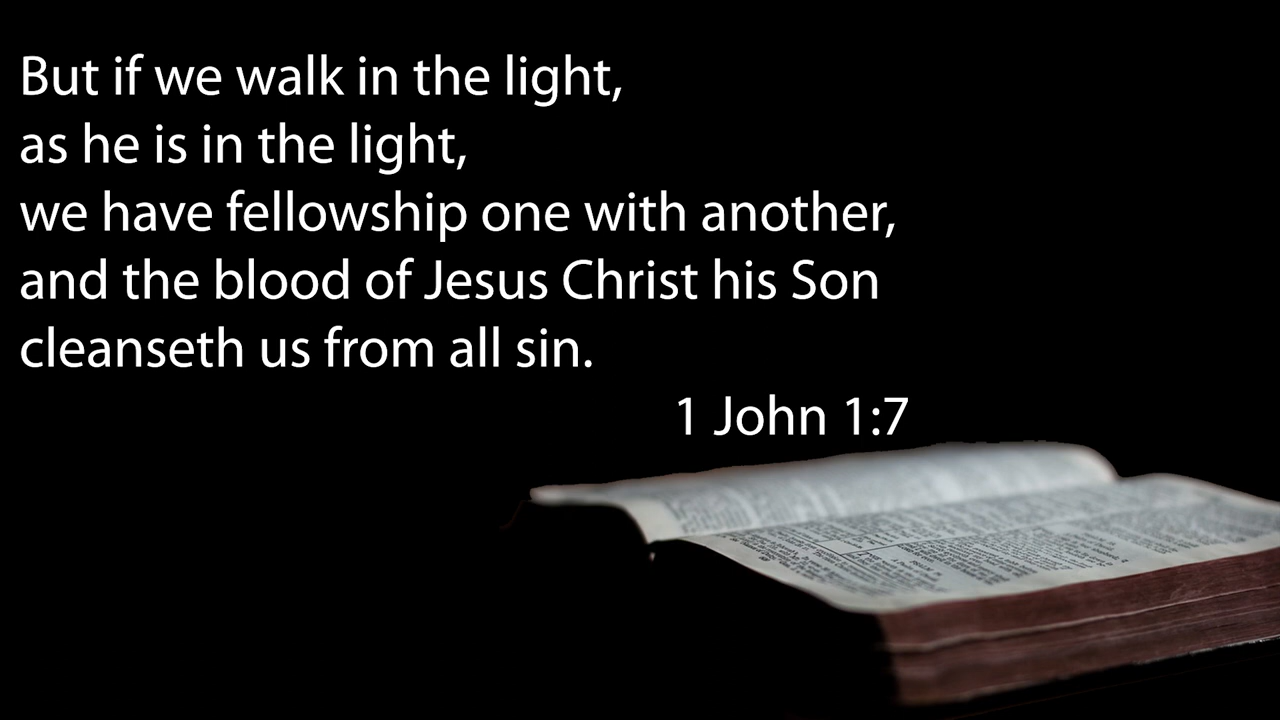 But if we walk in the light,
as he is in the light,
we have fellowship one with another,
and the blood of Jesus Christ his Son
cleanseth us from all sin.
1 John 1:7